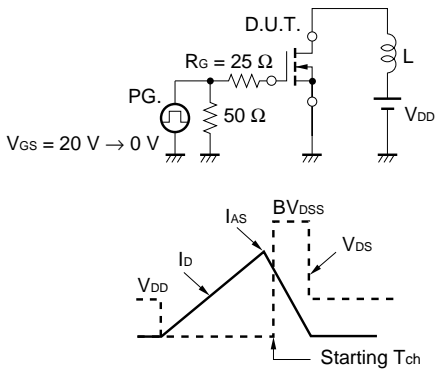 D.U.T.
RG = 25 Ω
L
PG.
50 Ω
VDD
VGS = 20 V → 0 V
IAS
BVDSS
ID
VDS
VDD
Starting Tch